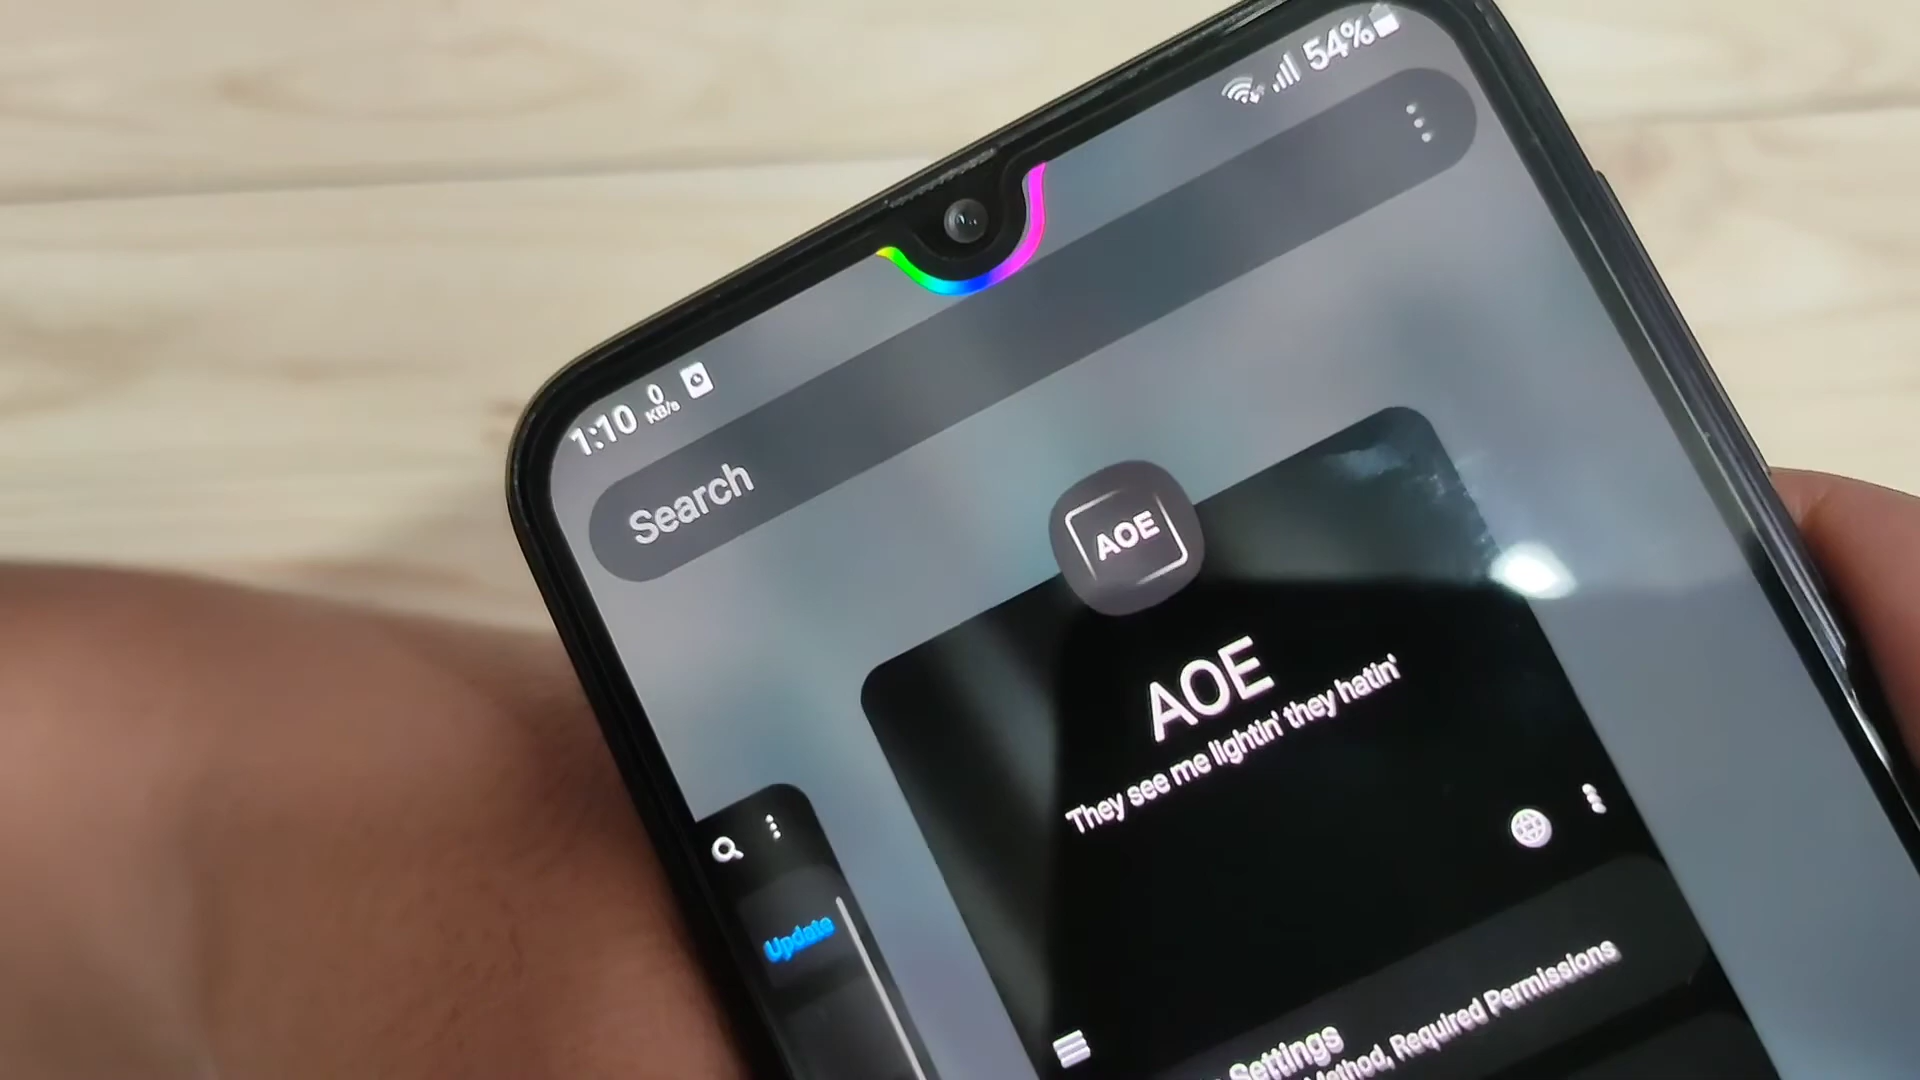 1:10
0
KB/s
54%
Search
AOE
AOE
They see me lightin' they hatin'
Update
Settings
Method, Required Permissions